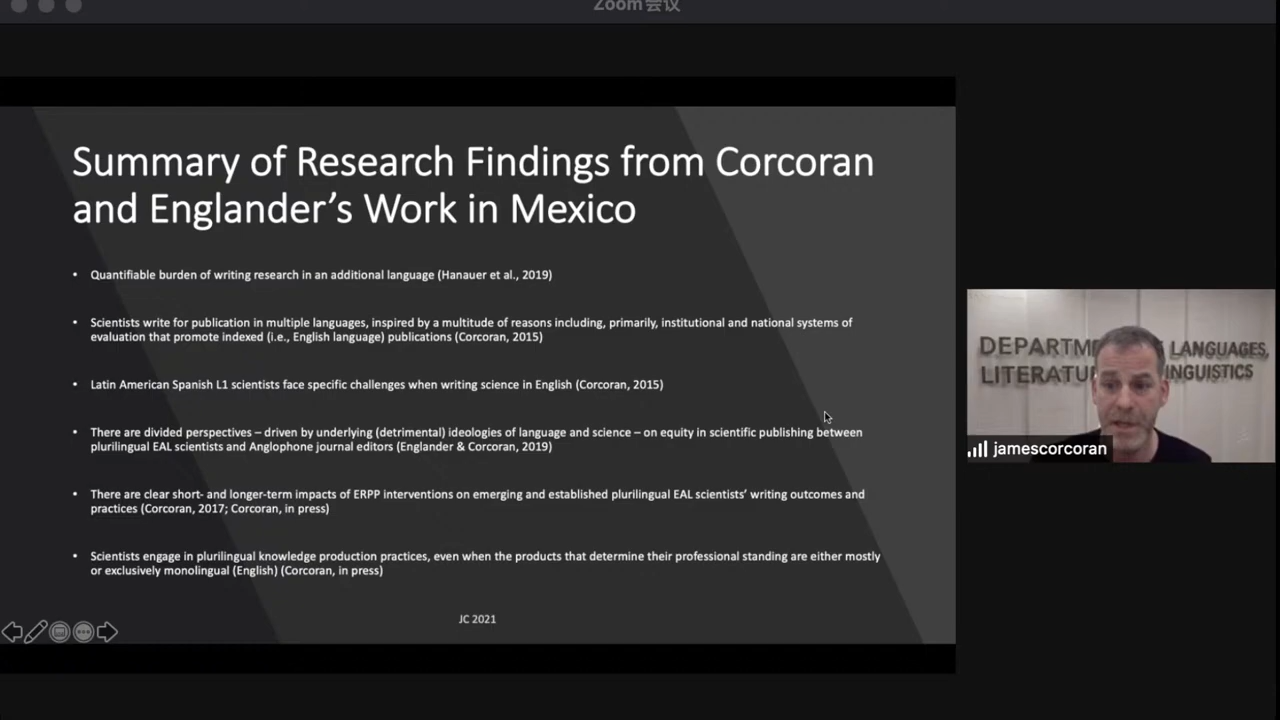 Zoom会议
Summary of Research Findings from Corcoran
and Englander's Work in Mexico
• Quantifiable burden of writing research in an additional language (Hanauer et al., 2019)
• Scientists write for publication in multiple languages, inspired by a multitude of reasons including, primarily, institutional and national systems of
evaluation that promote indexed (i.e., English language) publications (Corcoran, 2015)
• Latin American Spanish L1 scientists face specific challenges when writing science in English (Corcoran, 2015)
• There are divided perspectives – driven by underlying (detrimental) ideologies of language and science – on equity in scientific publishing between
plurilingual EAL scientists and Anglophone journal editors (Englander & Corcoran, 2019)
• There are clear short- and longer-term impacts of ERPP interventions on emerging and established plurilingual EAL scientists' writing outcomes and
practices (Corcoran, 2017; Corcoran, in press)
• Scientists engage in plurilingual knowledge production practices, even when the products that determine their professional standing are either mostly
or exclusively monolingual (English) (Corcoran, in press)
JC 2021
LANGUAGES,
jamescorcoran